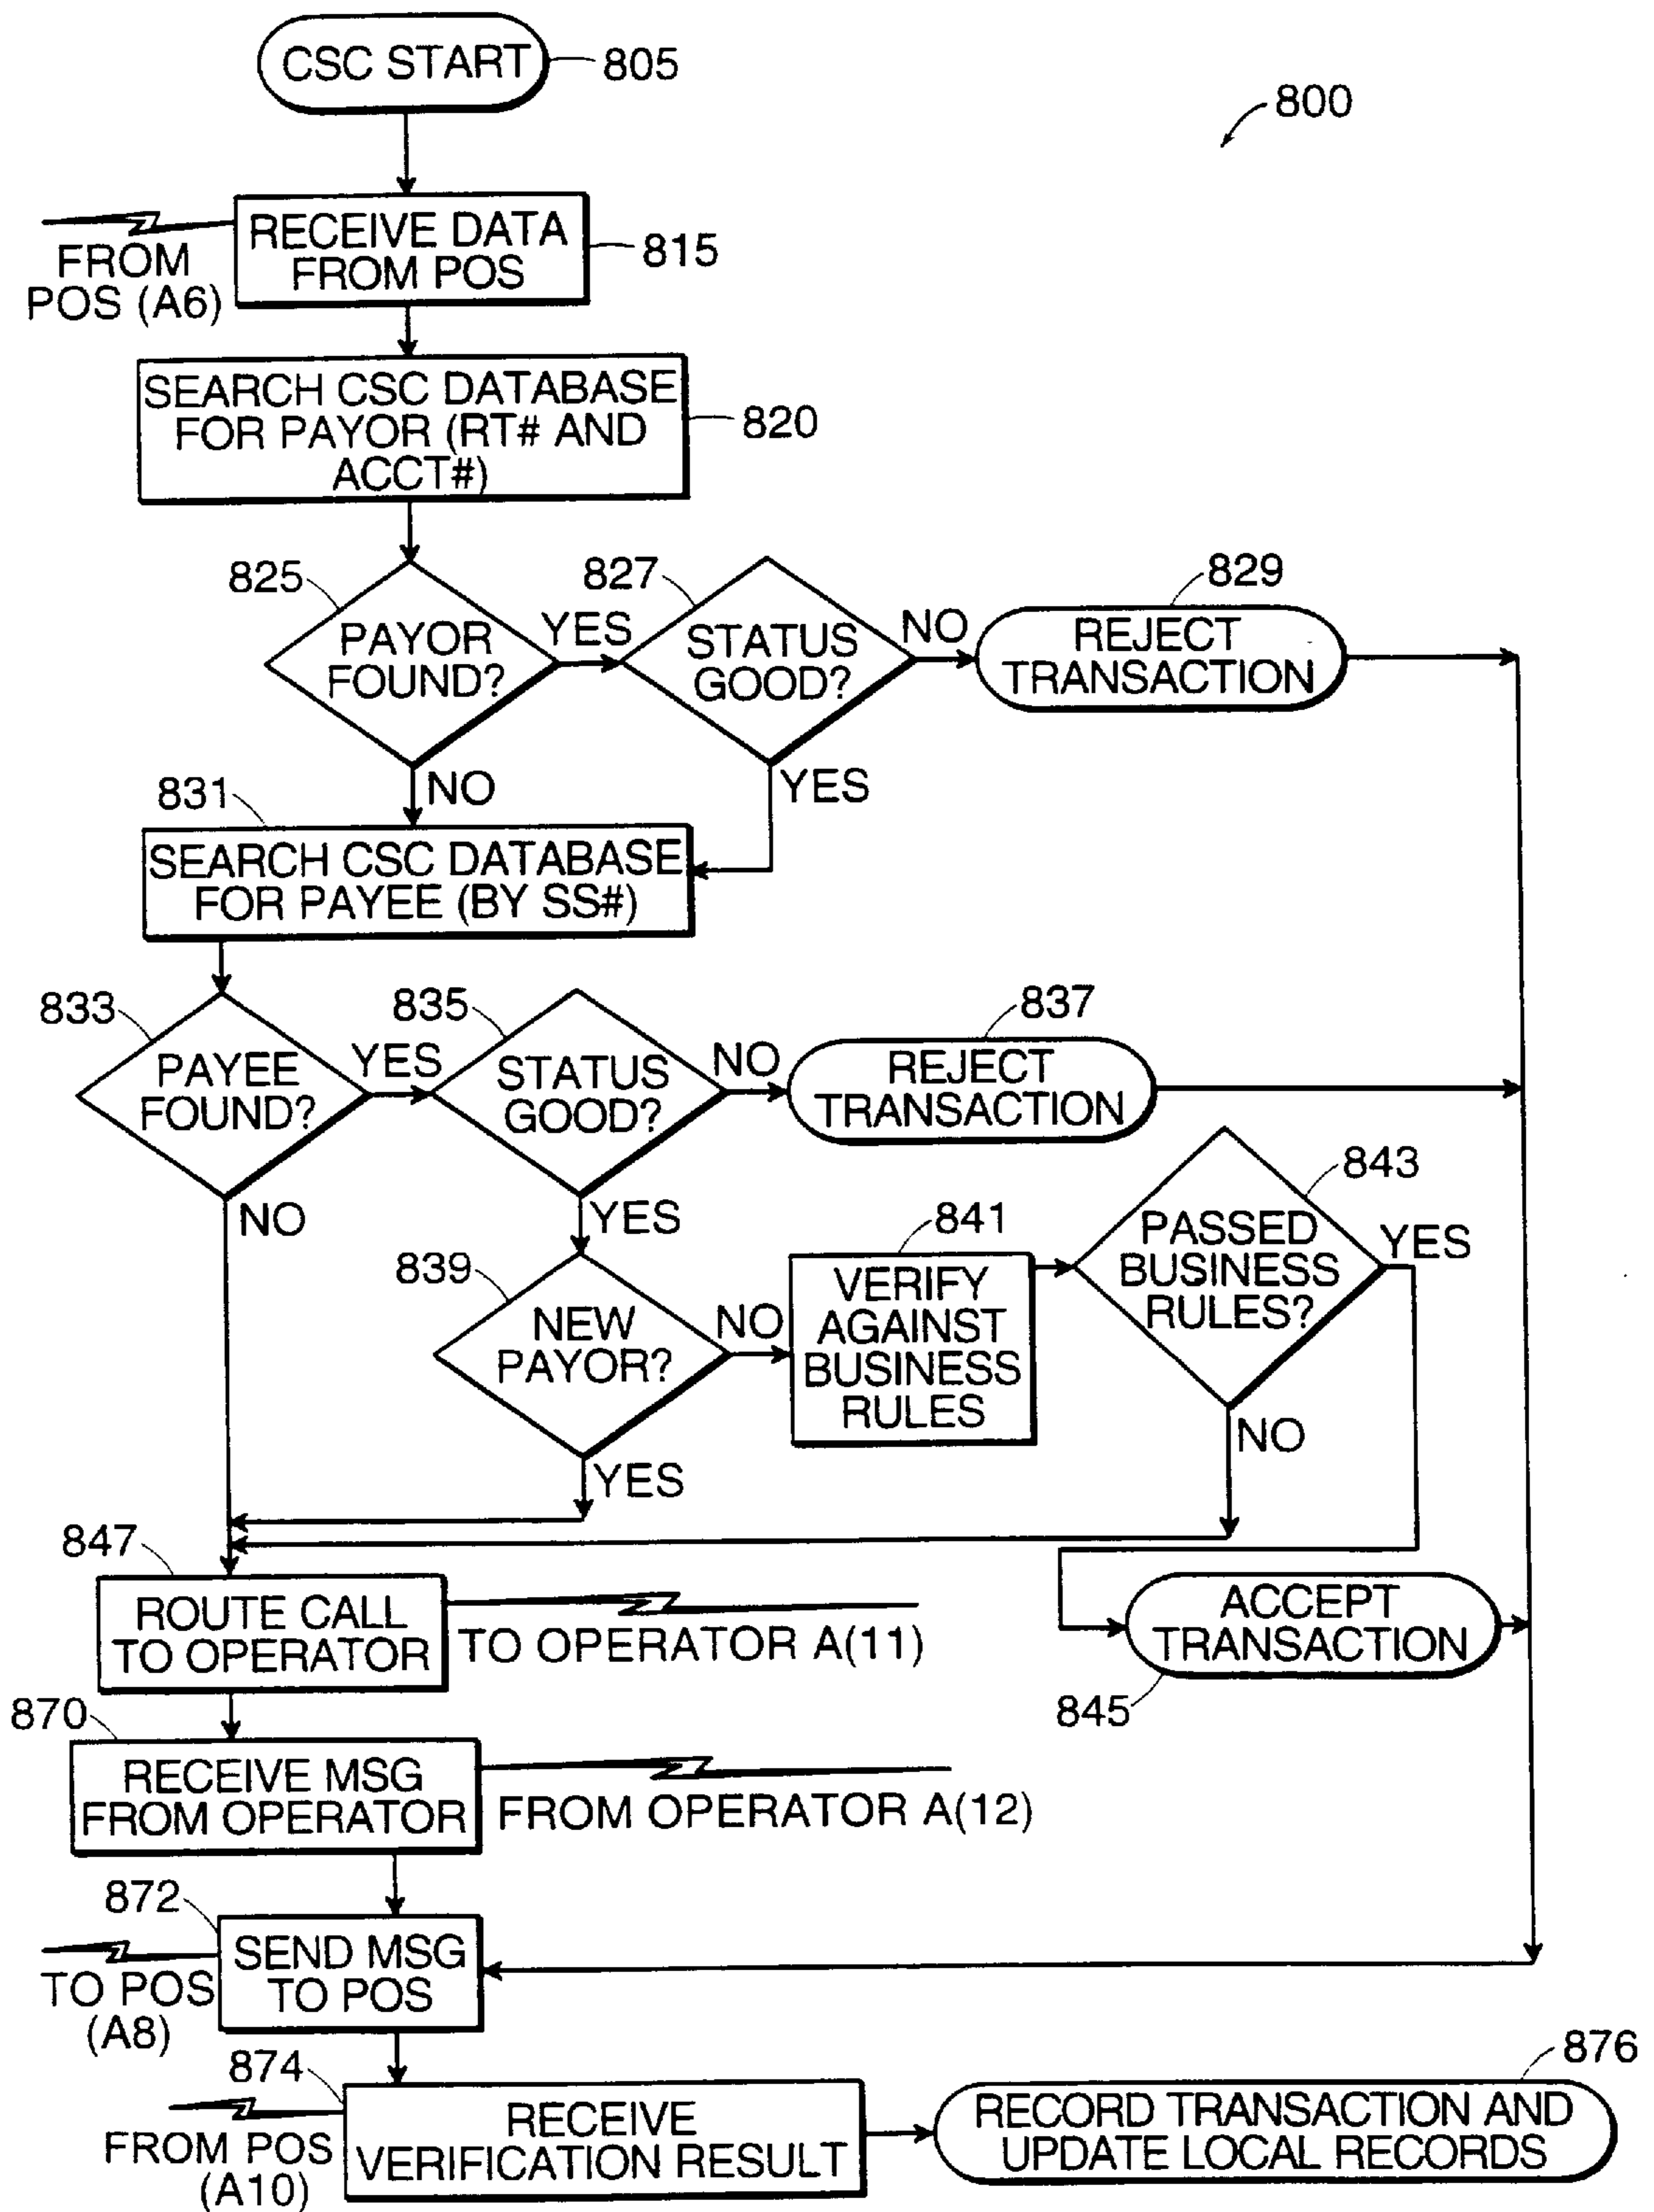 CSC START
805
800
RECEIVE DATA
FROM POS
815
FROM
POS (A6)
SEARCH CSC DATABASE
FOR PAYOR (RT# AND
ACCT#)
820
825
PAYOR
FOUND?
YES
827
STATUS
GOOD?
NO
829
REJECT
TRANSACTION
NO
YES
831
SEARCH CSC DATABASE
FOR PAYEE (BY SS#)
833
PAYEE
FOUND?
YES
835
STATUS
GOOD?
NO
837
REJECT
TRANSACTION
NO
YES
839
NEW
PAYOR?
NO
841
VERIFY
AGAINST
BUSINESS
RULES
843
PASSED
BUSINESS
RULES?
YES
NO
YES
847
ROUTE CALL
TO OPERATOR
TO OPERATOR A(11)
ACCEPT
TRANSACTION
845
870
RECEIVE MSG
FROM OPERATOR
FROM OPERATOR A(12)
872
SEND MSG
TO POS
TO POS
(A8)
874
RECEIVE
VERIFICATION RESULT
FROM POS
(A10)
876
RECORD TRANSACTION AND
UPDATE LOCAL RECORDS